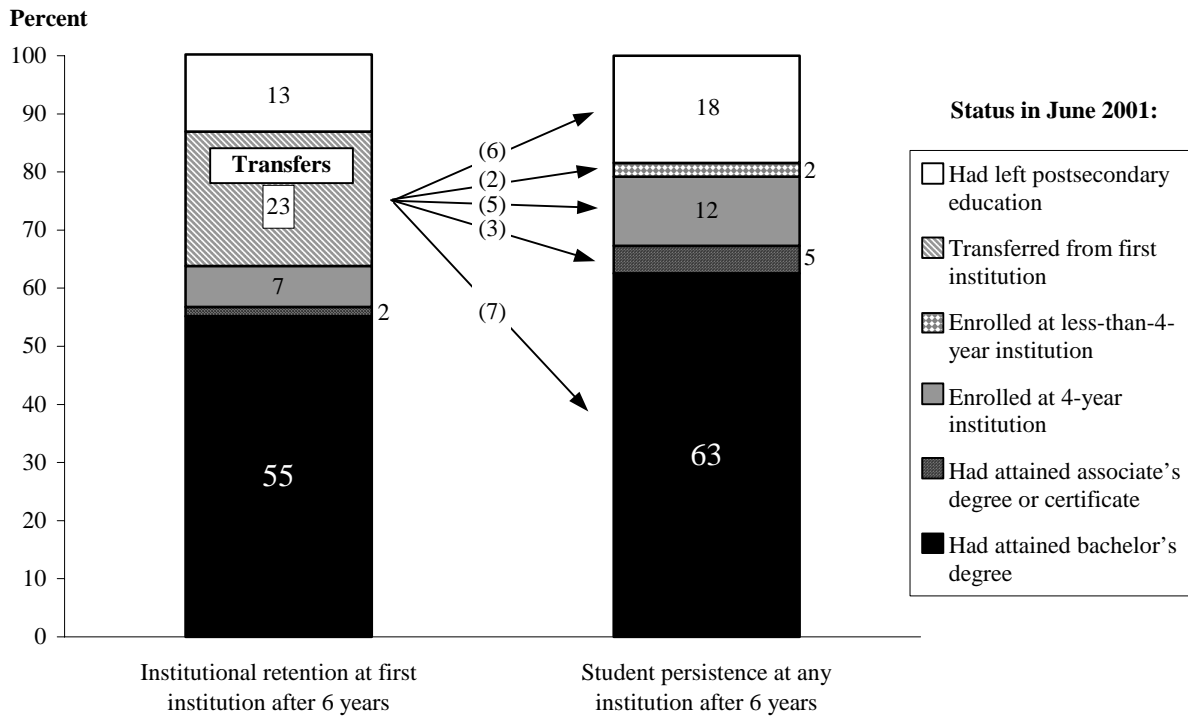 Percent
100
90
80
70
60
50
40
30
20
10
0
13
Transfers
23
7
2
55
(6)
(2)
(5)
(3)
(7)
18
2
12
5
63
Institutional retention at first
institution after 6 years
Student persistence at any
institution after 6 years
Status in June 2001:
Had left postsecondary
education
Transferred from first
institution
Enrolled at less-than-4-
year institution
Enrolled at 4-year
institution
Had attained associate’s
degree or certificate
Had attained bachelor’s
degree